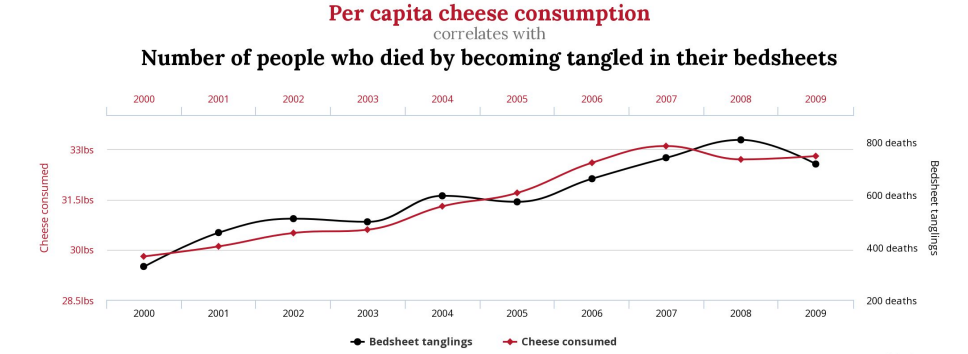 Per capita cheese consumption
correlates with
Number of people who died by becoming tangled in their bedsheets
2000 2001 2002 2003 2004 2005 2006 2007 2008 2009
Cheese consumed
33lbs
31.5lbs
30lbs
28.5lbs
800 deaths
600 deaths
400 deaths
200 deaths
Bedsheet tanglings
2000 2001 2002 2003 2004 2005 2006 2007 2008 2009
Bedsheet tanglings Cheese consumed